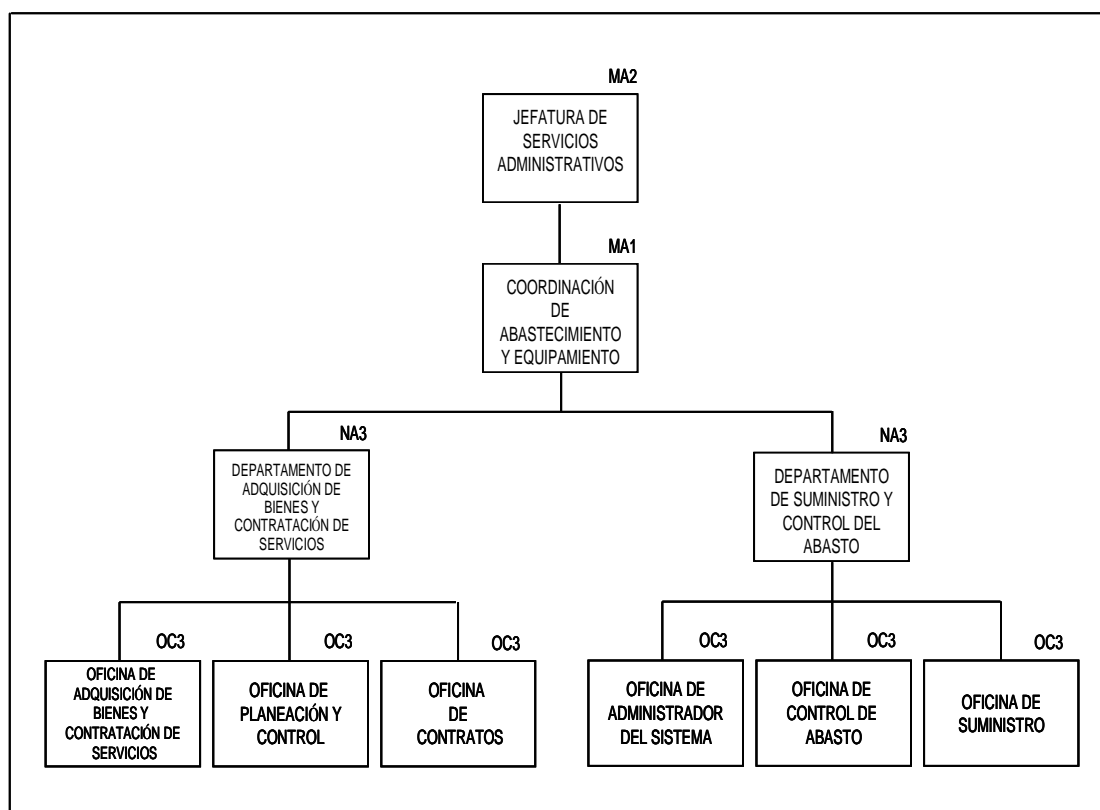 MA2
JEFATURA DE
SERVICIOS
ADMINISTRATIVOS
MA1
COORDINACIÓN
DE
ABASTECIMIENTO
Y EQUIPAMIENTO
NA3
DEPARTAMENTO DE
ADQUISICIÓN DE
BIENES Y
CONTRATACIÓN DE
SERVICIOS
NA3
DEPARTAMENTO
DE SUMINISTRO Y
CONTROL DEL
ABASTO
OC3
OFICINA DE
ADQUISICIÓN DE
BIENES Y
CONTRATACIÓN DE
SERVICIOS
OC3
OFICINA DE
PLANEACIÓN Y
CONTROL
OC3
OFICINA
DE
CONTRATOS
OC3
OFICINA DE
ADMINISTRADOR
DEL SISTEMA
OC3
OFICINA DE
CONTROL DE
ABASTO
OC3
OFICINA DE
SUMINISTRO